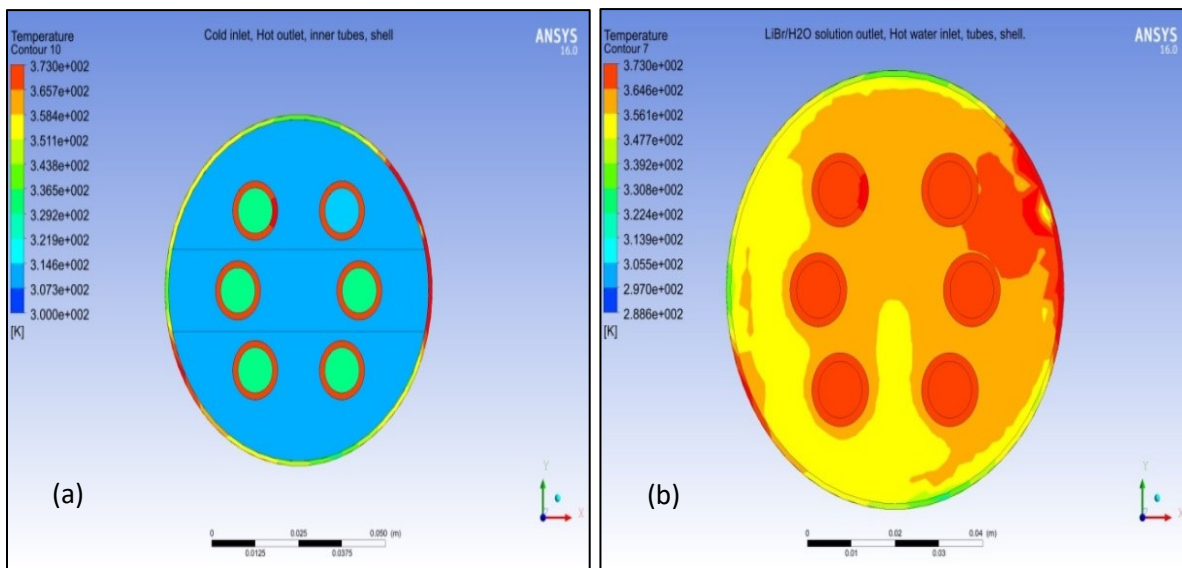 Temperature
Contour 10
Cold inlet, Hot outlet, inner tubes, shell
ANSYS
16.0
3.730e+002
3.657e+002
3.584e+002
3.511e+002
3.438e+002
3.365e+002
3.292e+002
3.219e+002
3.146e+002
3.073e+002
3.000e+002
[K]
(a)
Y
X
Z
0
0.025
0.050 (m)
0.0125
0.0375
Temperature
Contour 7
LiBr/H2O solution outlet, Hot water inlet, tubes, shell.
ANSYS
16.0
3.730e+002
3.646e+002
3.561e+002
3.477e+002
3.392e+002
3.308e+002
3.224e+002
3.139e+002
3.055e+002
2.970e+002
2.886e+002
[K]
(b)
Y
X
Z
0
0.02
0.04 (m)
0.01
0.03